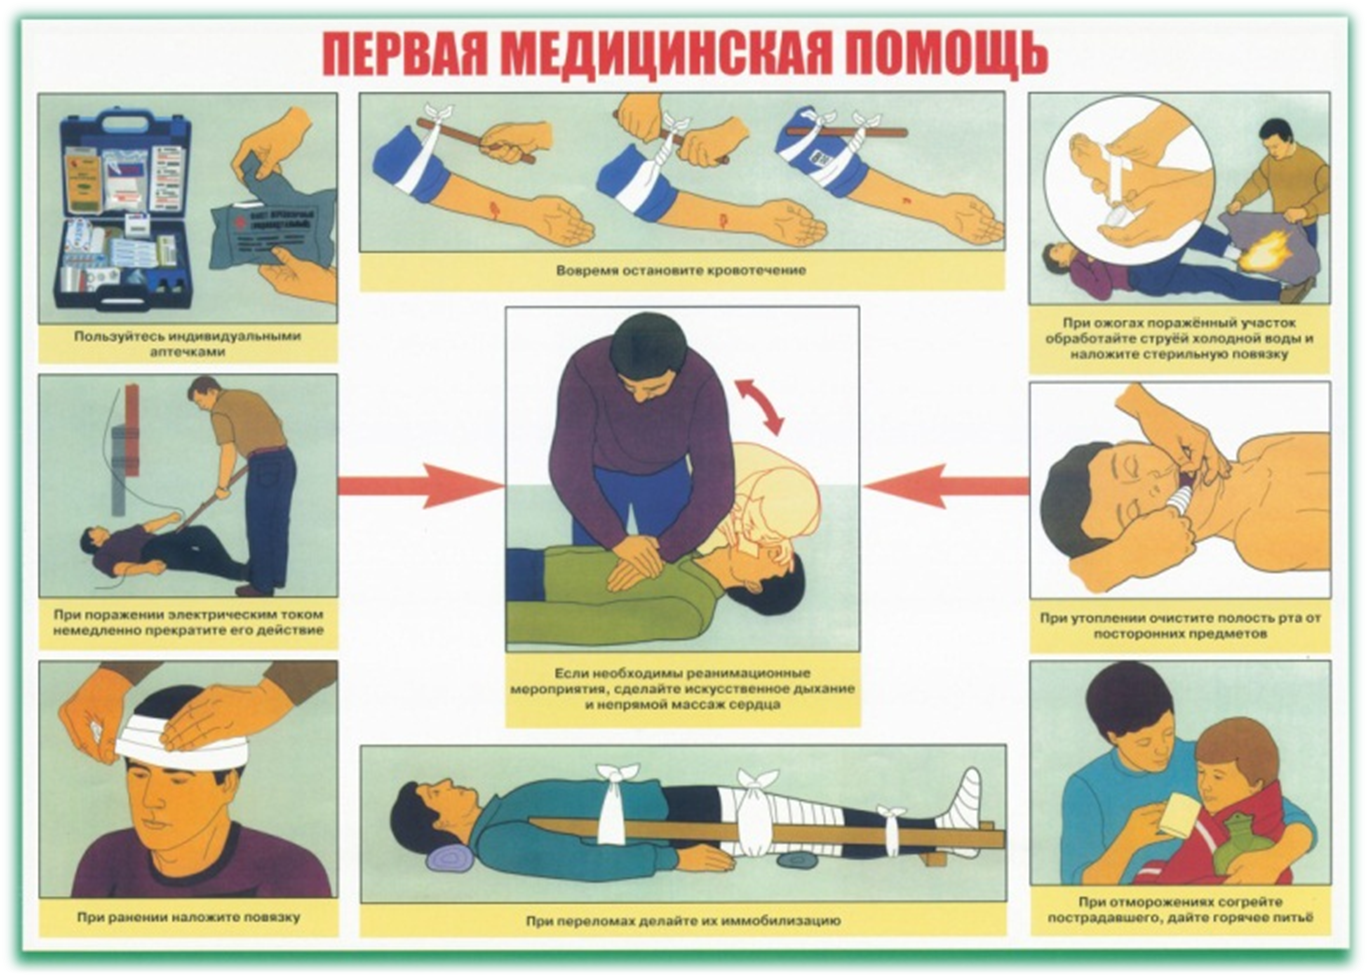 ПЕРВАЯ МЕДИЦИНСКАЯ ПОМОЩЬ
Пользуйтесь индивидуальными
аптечками
Вовремя остановите кровотечение
При ожогах поражённый участок
обработайте струёй холодной воды и
наложите стерильную повязку
При поражении электрическим током
немедленно прекратите его действие
Если необходимы реанимационные
мероприятия, сделайте искусственное дыхание
и непрямой массаж сердца
При утоплении очистите полость рта от
посторонних предметов
При ранении наложите повязку
При переломах делайте их иммобилизацию
При отморожениях согрейте
пострадавшего, дайте горячее питьё